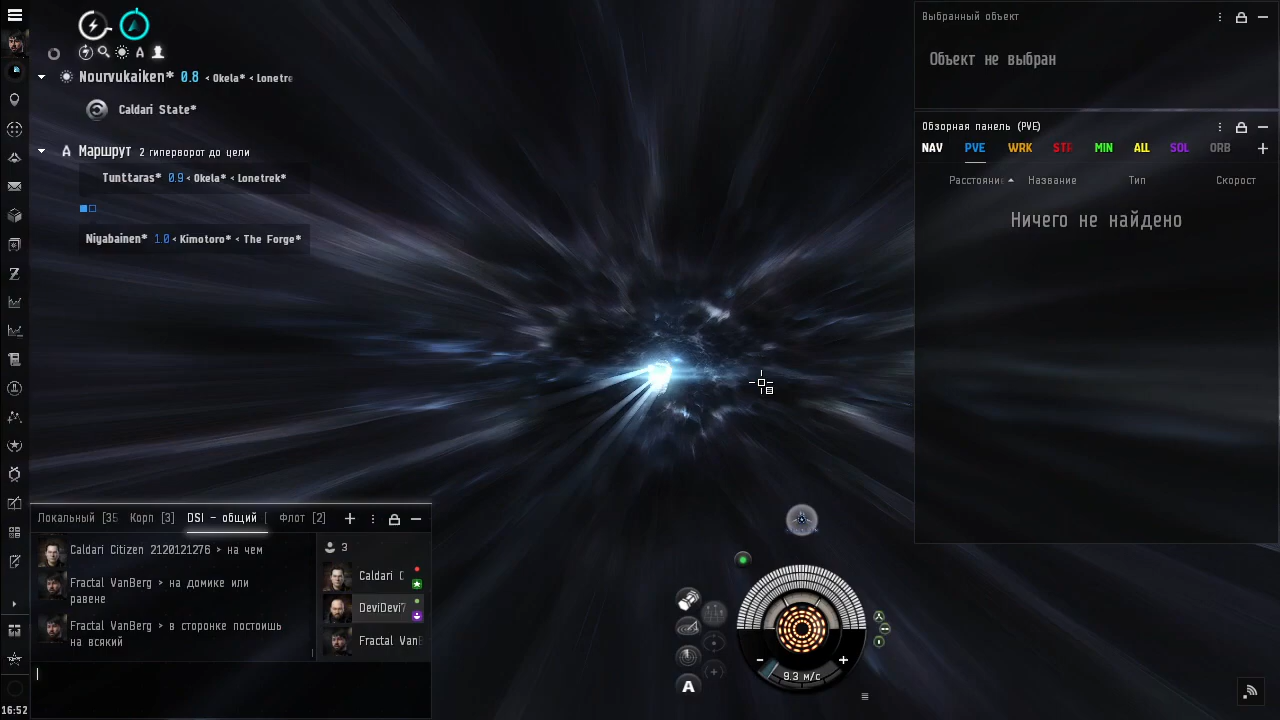 Nourvukaiken* 0.8 < Okela* < Lonetre
Caldari State*
Маршрут 2 гиперворот до цели
Tunttaras* 0.9 < Okela* < Lonetrek*
Niyabainen* 1.0 < Kimotoro* < The Forge*
Выбранный объект
Объект не выбран
Обзорная панель (PVE)
NAV PVE WRK STR MIN ALL SOL ORB
Расстояни Название Тип Скорост
Ничего не найдено
Локальный [35 Корп [3] DSI – общий [ Флот [2]
Caldari Citizen 2120121276 > на чем
Fractal VanBerg > на домике или
равене
Fractal VanBerg > в сторонке постоишь
на всякий
3
Caldari C
DeviDevi7
Fractal VanB
A
9.3 м/с
16:52